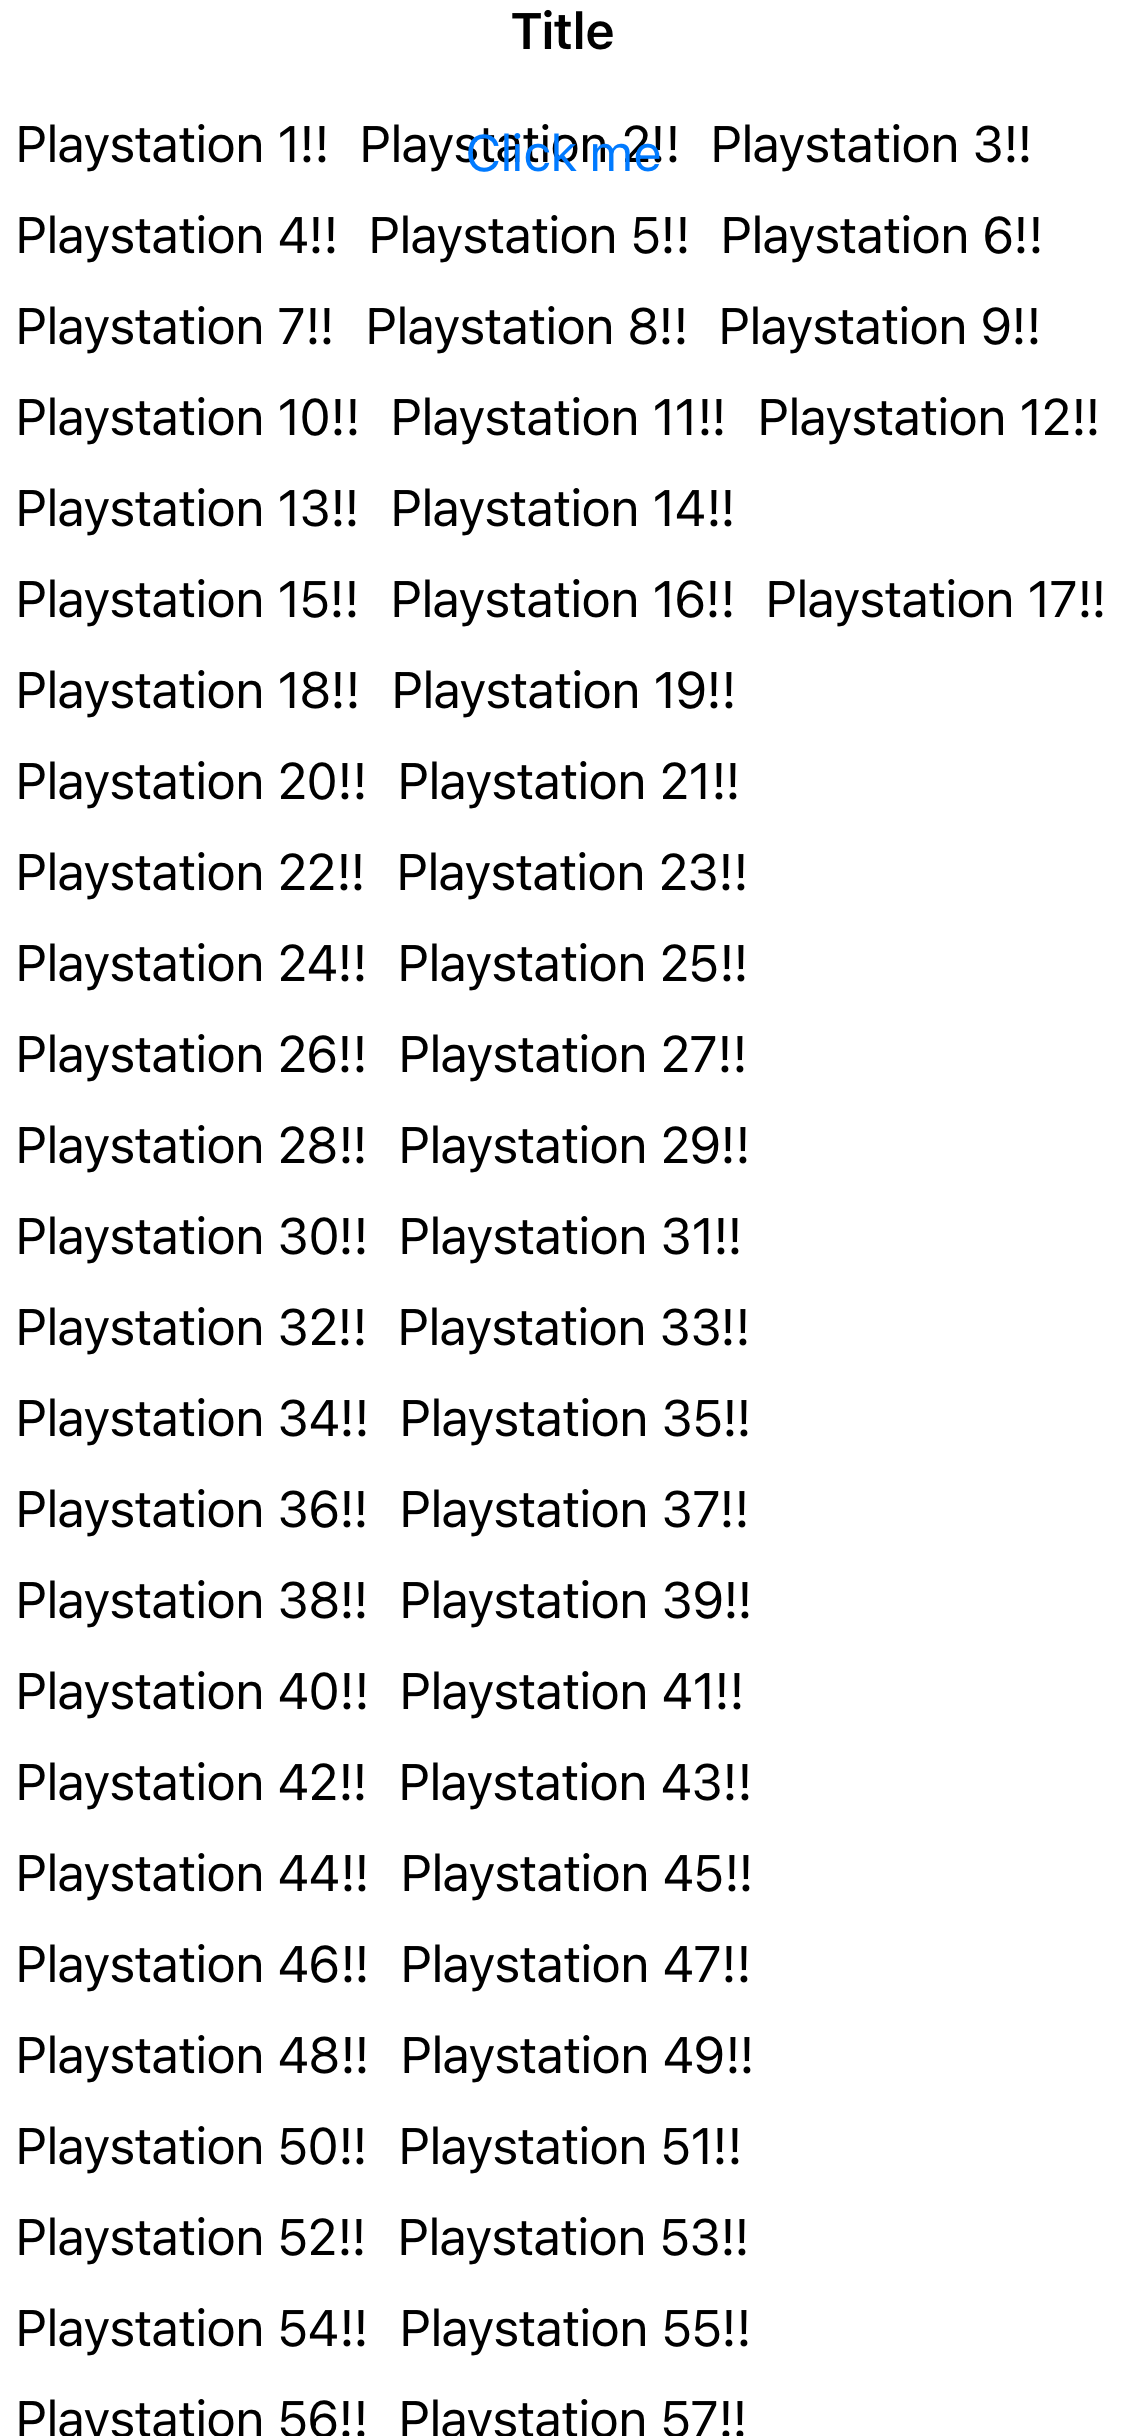 Title
Playstation 1!! Playstation 2!! Playstation 3!!
Click me
Playstation 4!! Playstation 5!! Playstation 6!!
Playstation 7!! Playstation 8!! Playstation 9!!
Playstation 10!! Playstation 11!! Playstation 12!!
Playstation 13!! Playstation 14!!
Playstation 15!! Playstation 16!! Playstation 17!!
Playstation 18!! Playstation 19!!
Playstation 20!! Playstation 21!!
Playstation 22!! Playstation 23!!
Playstation 24!! Playstation 25!!
Playstation 26!! Playstation 27!!
Playstation 28!! Playstation 29!!
Playstation 30!! Playstation 31!!
Playstation 32!! Playstation 33!!
Playstation 34!! Playstation 35!!
Playstation 36!! Playstation 37!!
Playstation 38!! Playstation 39!!
Playstation 40!! Playstation 41!!
Playstation 42!! Playstation 43!!
Playstation 44!! Playstation 45!!
Playstation 46!! Playstation 47!!
Playstation 48!! Playstation 49!!
Playstation 50!! Playstation 51!!
Playstation 52!! Playstation 53!!
Playstation 54!! Playstation 55!!
Playstation 56!! Playstation 57!!